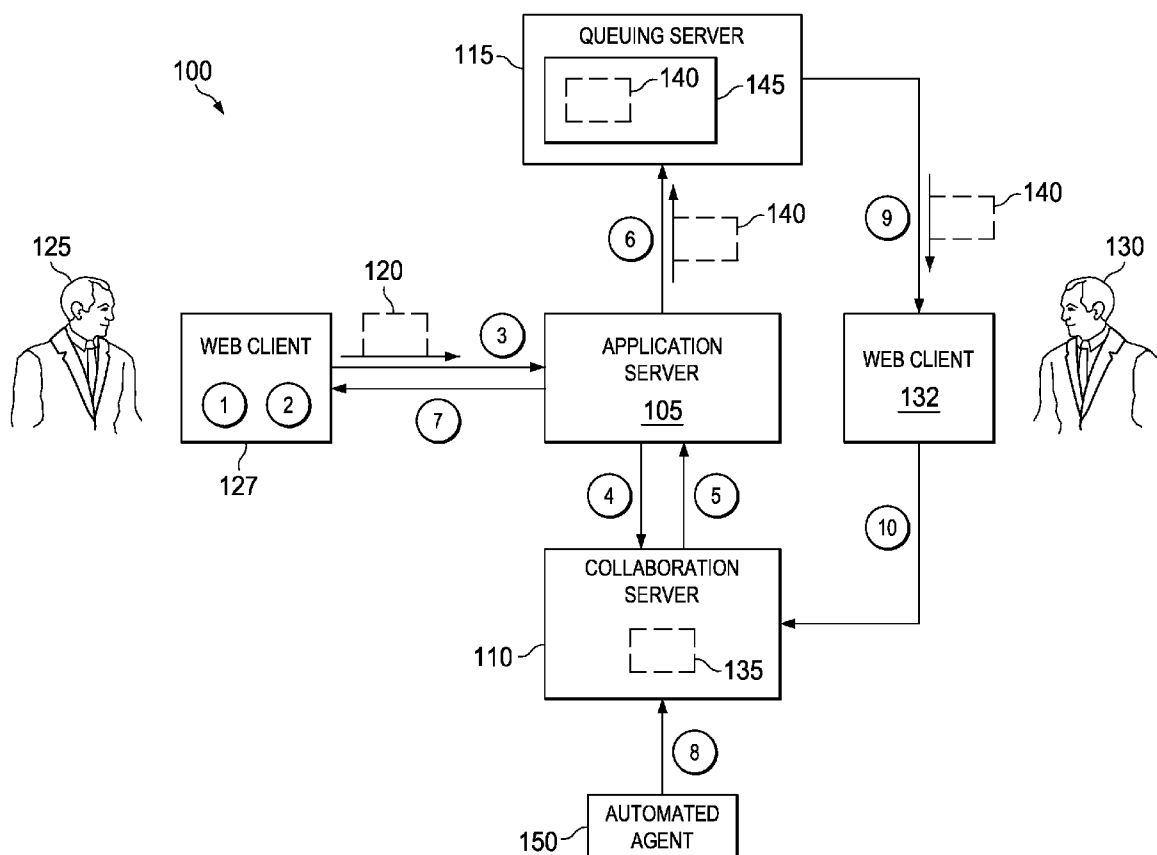 QUEUING SERVER
115
140
145
100
140
140
6
9
125
130
120
3
WEB CLIENT
1
2
APPLICATION
SERVER
105
WEB CLIENT
132
7
127
4
5
10
COLLABORATION
SERVER
110
135
8
AUTOMATED
AGENT
150